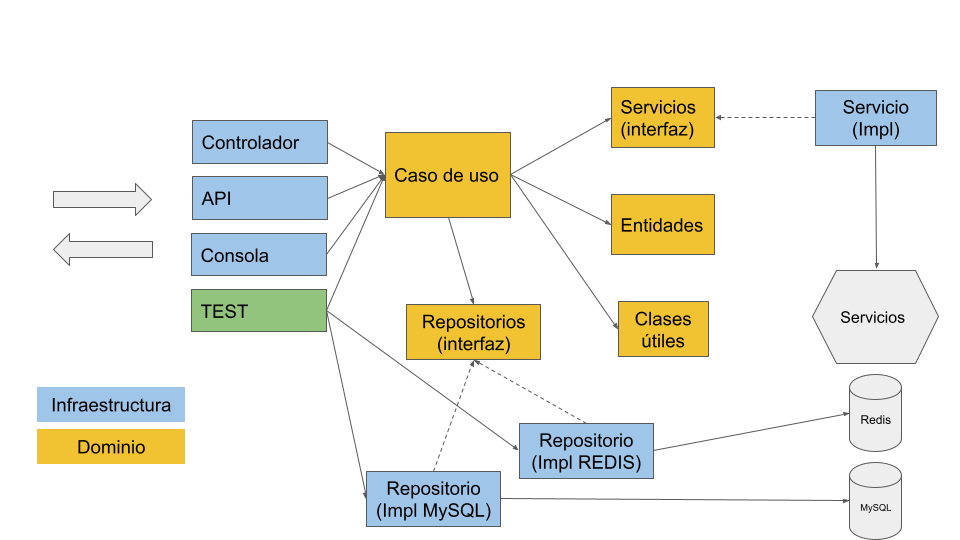 Servicios
(interfaz)
Servicio
(Impl)
Controlador
Caso de uso
API
Entidades
Consola
TEST
Repositorios
(interfaz)
Clases
útiles
Servicios
Infraestructura
Dominio
Redis
Repositorio
(Impl REDIS)
Repositorio
(Impl MySQL)
MySQL